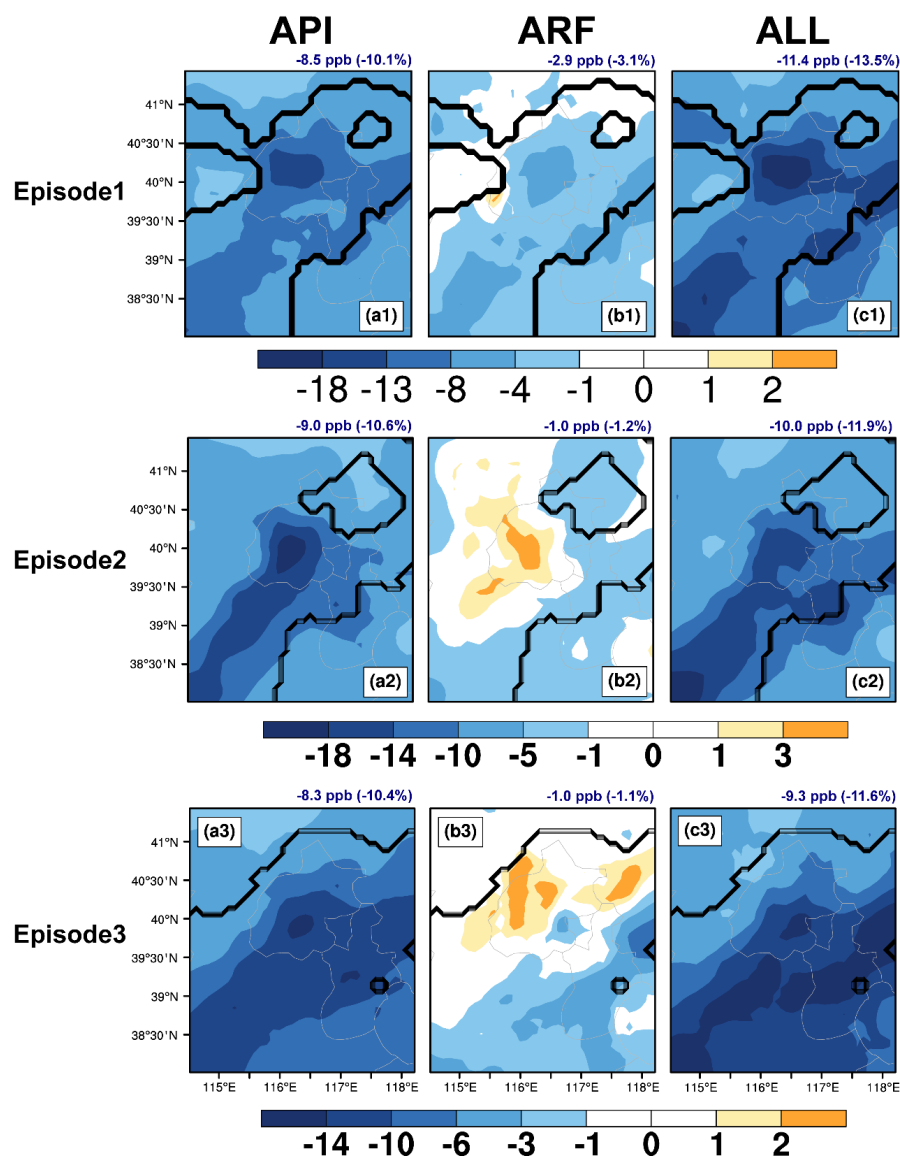 API ARF ALL
-8.5 ppb (-10.1%) -2.9 ppb (-3.1%) -11.4 ppb (-13.5%)
Episode1
41°N
40°30'N
40°N
39°30'N
39°N
38°30'N
(a1) (b1) (c1)
-18 -13 -8 -4 -1 0 1 2
-9.0 ppb (-10.6%) -1.0 ppb (-1.2%) -10.0 ppb (-11.9%)
Episode2
41°N
40°30'N
40°N
39°30'N
39°N
38°30'N
(a2) (b2) (c2)
-18 -14 -10 -5 -1 0 1 3
-8.3 ppb (-10.4%) -1.0 ppb (-1.1%) -9.3 ppb (-11.6%)
(a3) (b3) (c3)
Episode3
41°N
40°30'N
40°N
39°30'N
39°N
38°30'N
115°E 116°E 117°E 118°E 115°E 116°E 117°E 118°E 115°E 116°E 117°E 118°E
-14 -10 -6 -3 -1 0 1 2